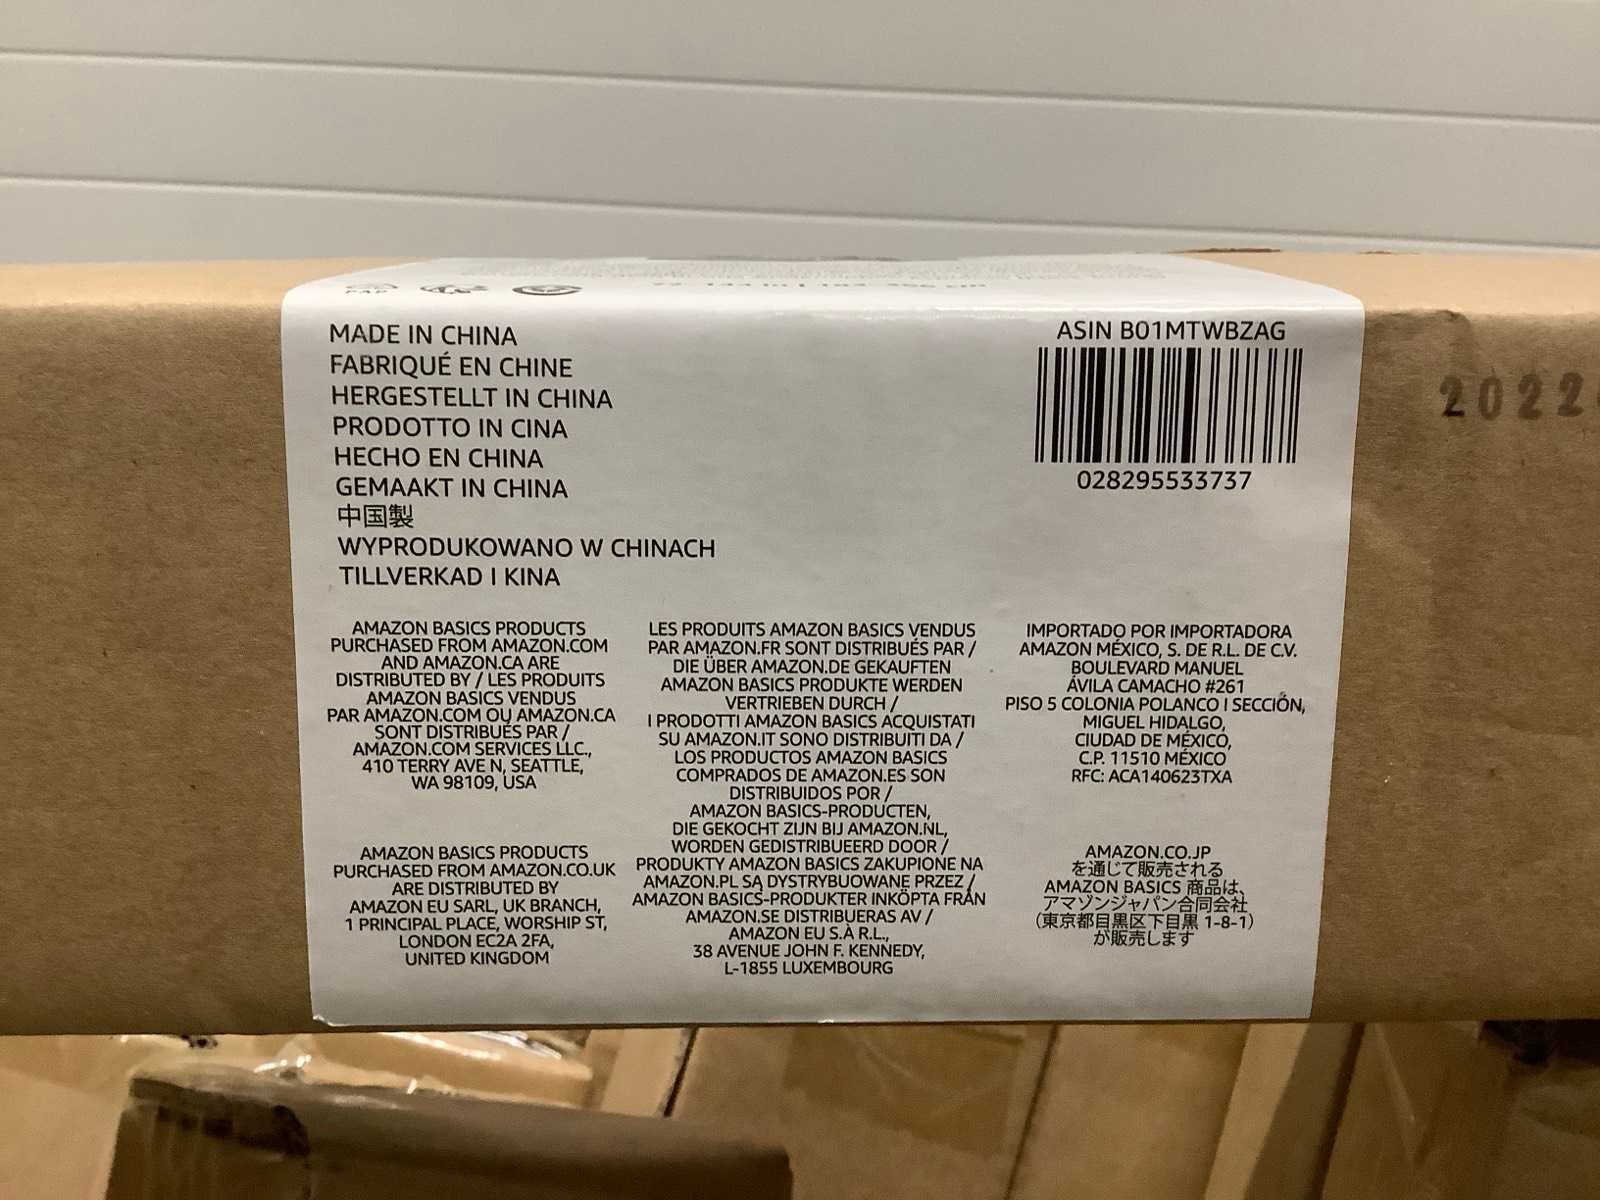 PAP
MADE IN CHINA
FABRIQUÉ EN CHINE
HERGESTELLT IN CHINA
PRODOTTO IN CINA
HECHO EN CHINA
GEMAAKT IN CHINA
中国製
WYPRODUKOWANO W CHINACH
TILLVERKAD I KINA
ASIN B01MTWBZAG
028295533737
2022
AMAZON BASICS PRODUCTS
PURCHASED FROM AMAZON.COM
AND AMAZON.CA ARE
DISTRIBUTED BY / LES PRODUITS
AMAZON BASICS VENDUS
PAR AMAZON.COM OU AMAZON.CA
SONT DISTRIBUÉS PAR /
AMAZON.COM SERVICES LLC.,
410 TERRY AVE N, SEATTLE,
WA 98109, USA
AMAZON BASICS PRODUCTS
PURCHASED FROM AMAZON.CO.UK
ARE DISTRIBUTED BY
AMAZON EU SARL, UK BRANCH,
1 PRINCIPAL PLACE, WORSHIP ST,
LONDON EC2A 2FA,
UNITED KINGDOM
LES PRODUITS AMAZON BASICS VENDUS
PAR AMAZON.FR SONT DISTRIBUÉS PAR /
DIE ÜBER AMAZON.DE GEKAUFTEN
AMAZON BASICS PRODUKTE WERDEN
VERTRIEBEN DURCH /
I PRODOTTI AMAZON BASICS ACQUISTATI
SU AMAZON.IT SONO DISTRIBUITI DA /
LOS PRODUCTOS AMAZON BASICS
COMPRADOS DE AMAZON.ES SON
DISTRIBUIDOS POR /
AMAZON BASICS-PRODUCTEN,
DIE GEKOCHT ZIJN BIJ AMAZON.NL,
WORDEN GEDISTRIBUEERD DOOR /
PRODUKTY AMAZON BASICS ZAKUPIONE NA
AMAZON.PL SĄ DYSTRYBUOWANE PRZEZ /
AMAZON BASICS-PRODUKTER INKÖPTA FRÅN
AMAZON.SE DISTRIBUERAS AV /
AMAZON EU S.À R.L.,
38 AVENUE JOHN F. KENNEDY,
L-1855 LUXEMBOURG
IMPORTADO POR IMPORTADORA
AMAZON MÉXICO, S. DE R.L. DE C.V.
BOULEVARD MANUEL
ÁVILA CAMACHO #261
PISO 5 COLONIA POLANCO I SECCIÓN,
MIGUEL HIDALGO,
CIUDAD DE MÉXICO,
C.P. 11510 MÉXICO
RFC: ACA140623TXA
AMAZON.CO.JP
を通じて販売される
AMAZON BASICS 商品は、
アマゾンジャパン合同会社
（東京都目黒区下目黒 1-8-1）
が販売します